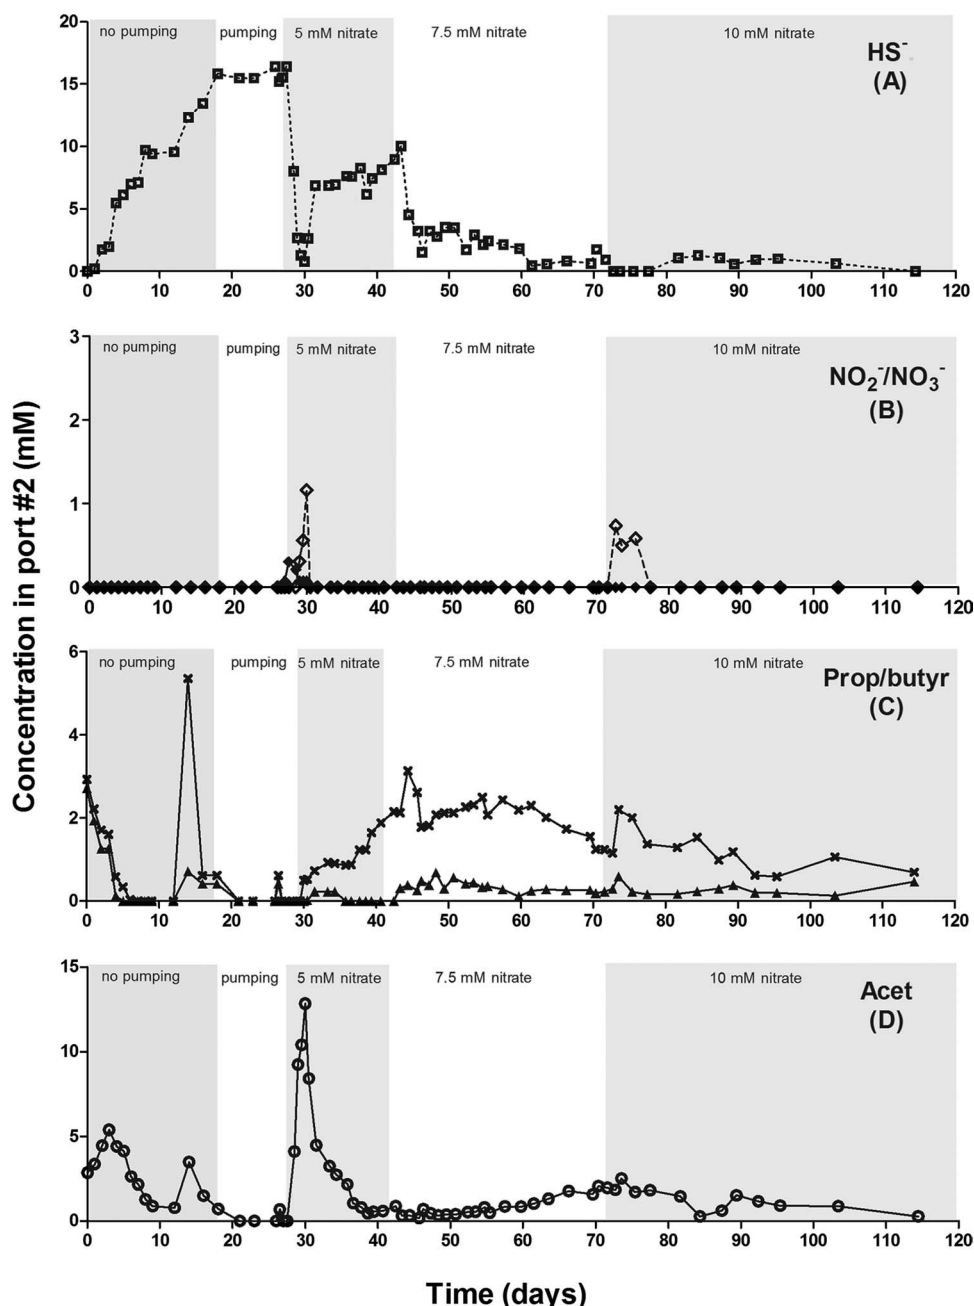 Concentration in port #2 (mM)
no pumping
pumping
5 mM nitrate
7.5 mM nitrate
10 mM nitrate
HS⁻
(A)
20
15
10
5
0
0 10 20 30 40 50 60 70 80 90 100 110 120
no pumping
pumping
5 mM nitrate
7.5 mM nitrate
10 mM nitrate
NO₂⁻/NO₃⁻
(B)
3
2
1
0
0 10 20 30 40 50 60 70 80 90 100 110 120
no pumping
pumping
5 mM nitrate
7.5 mM nitrate
10 mM nitrate
Prop/butyr
(C)
6
4
2
0
0 10 20 30 40 50 60 70 80 90 100 110 120
no pumping
pumping
5 mM nitrate
7.5 mM nitrate
10 mM nitrate
Acet
(D)
15
10
5
0
0 10 20 30 40 50 60 70 80 90 100 110 120
Time (days)